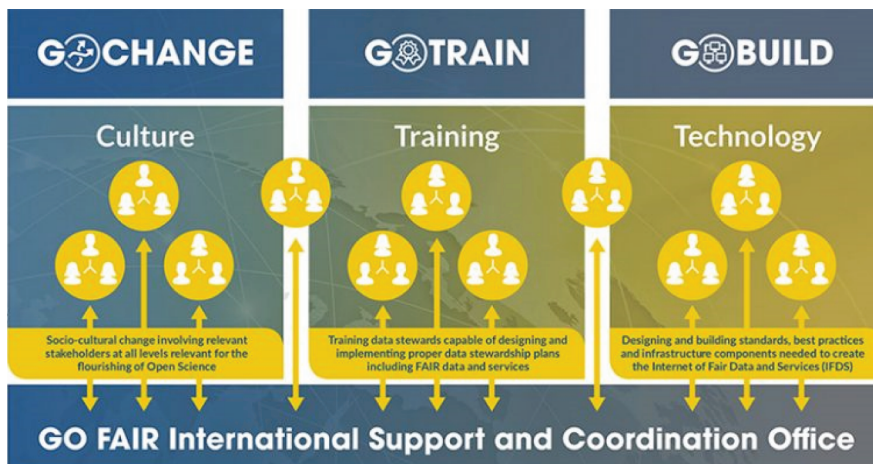 GO CHANGE
GO TRAIN
GO BUILD
Culture
Training
Technology
Socio-cultural change involving relevant
stakeholders at all levels relevant for the
flourishing of Open Science
Training data stewards capable of designing and
implementing proper data stewardship plans
including FAIR data and services
Designing and building standards, best practices
and infrastructure components needed to create
the Internet of Fair Data and Services (IFDS)
GO FAIR International Support and Coordination Office